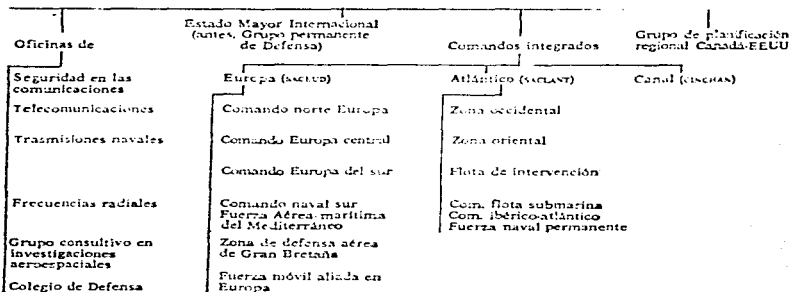 Oficinas de
Estado Mayor Internacional
(antes, Grupo permanente
de Defensa)
Comandos integrados
Grupo de planificación
regional Canadá-EEUU
Seguridad en las
comunicaciones
Telecomunicaciones
Trasmisiones navales
Frecuencias radiales
Grupo consultivo en
investigaciones
aeroespaciales
Colegio de Defensa
Europa
Comando norte Europa
Comando Europa central
Comando Europa del sur
Comando naval sur
Fuerza Aérea-marítima
del Mediterráneo
Zona de defensa aérea
de Gran Bretaña
Fuerza móvil aliada en
Europa
Atlántico (SACLANT)
Zona occidental
Zona oriental
Flota de intervención
Com. flota submarina
Com. ibérico-atlántico
Fuerza naval permanente
Canal (CINCHAN)